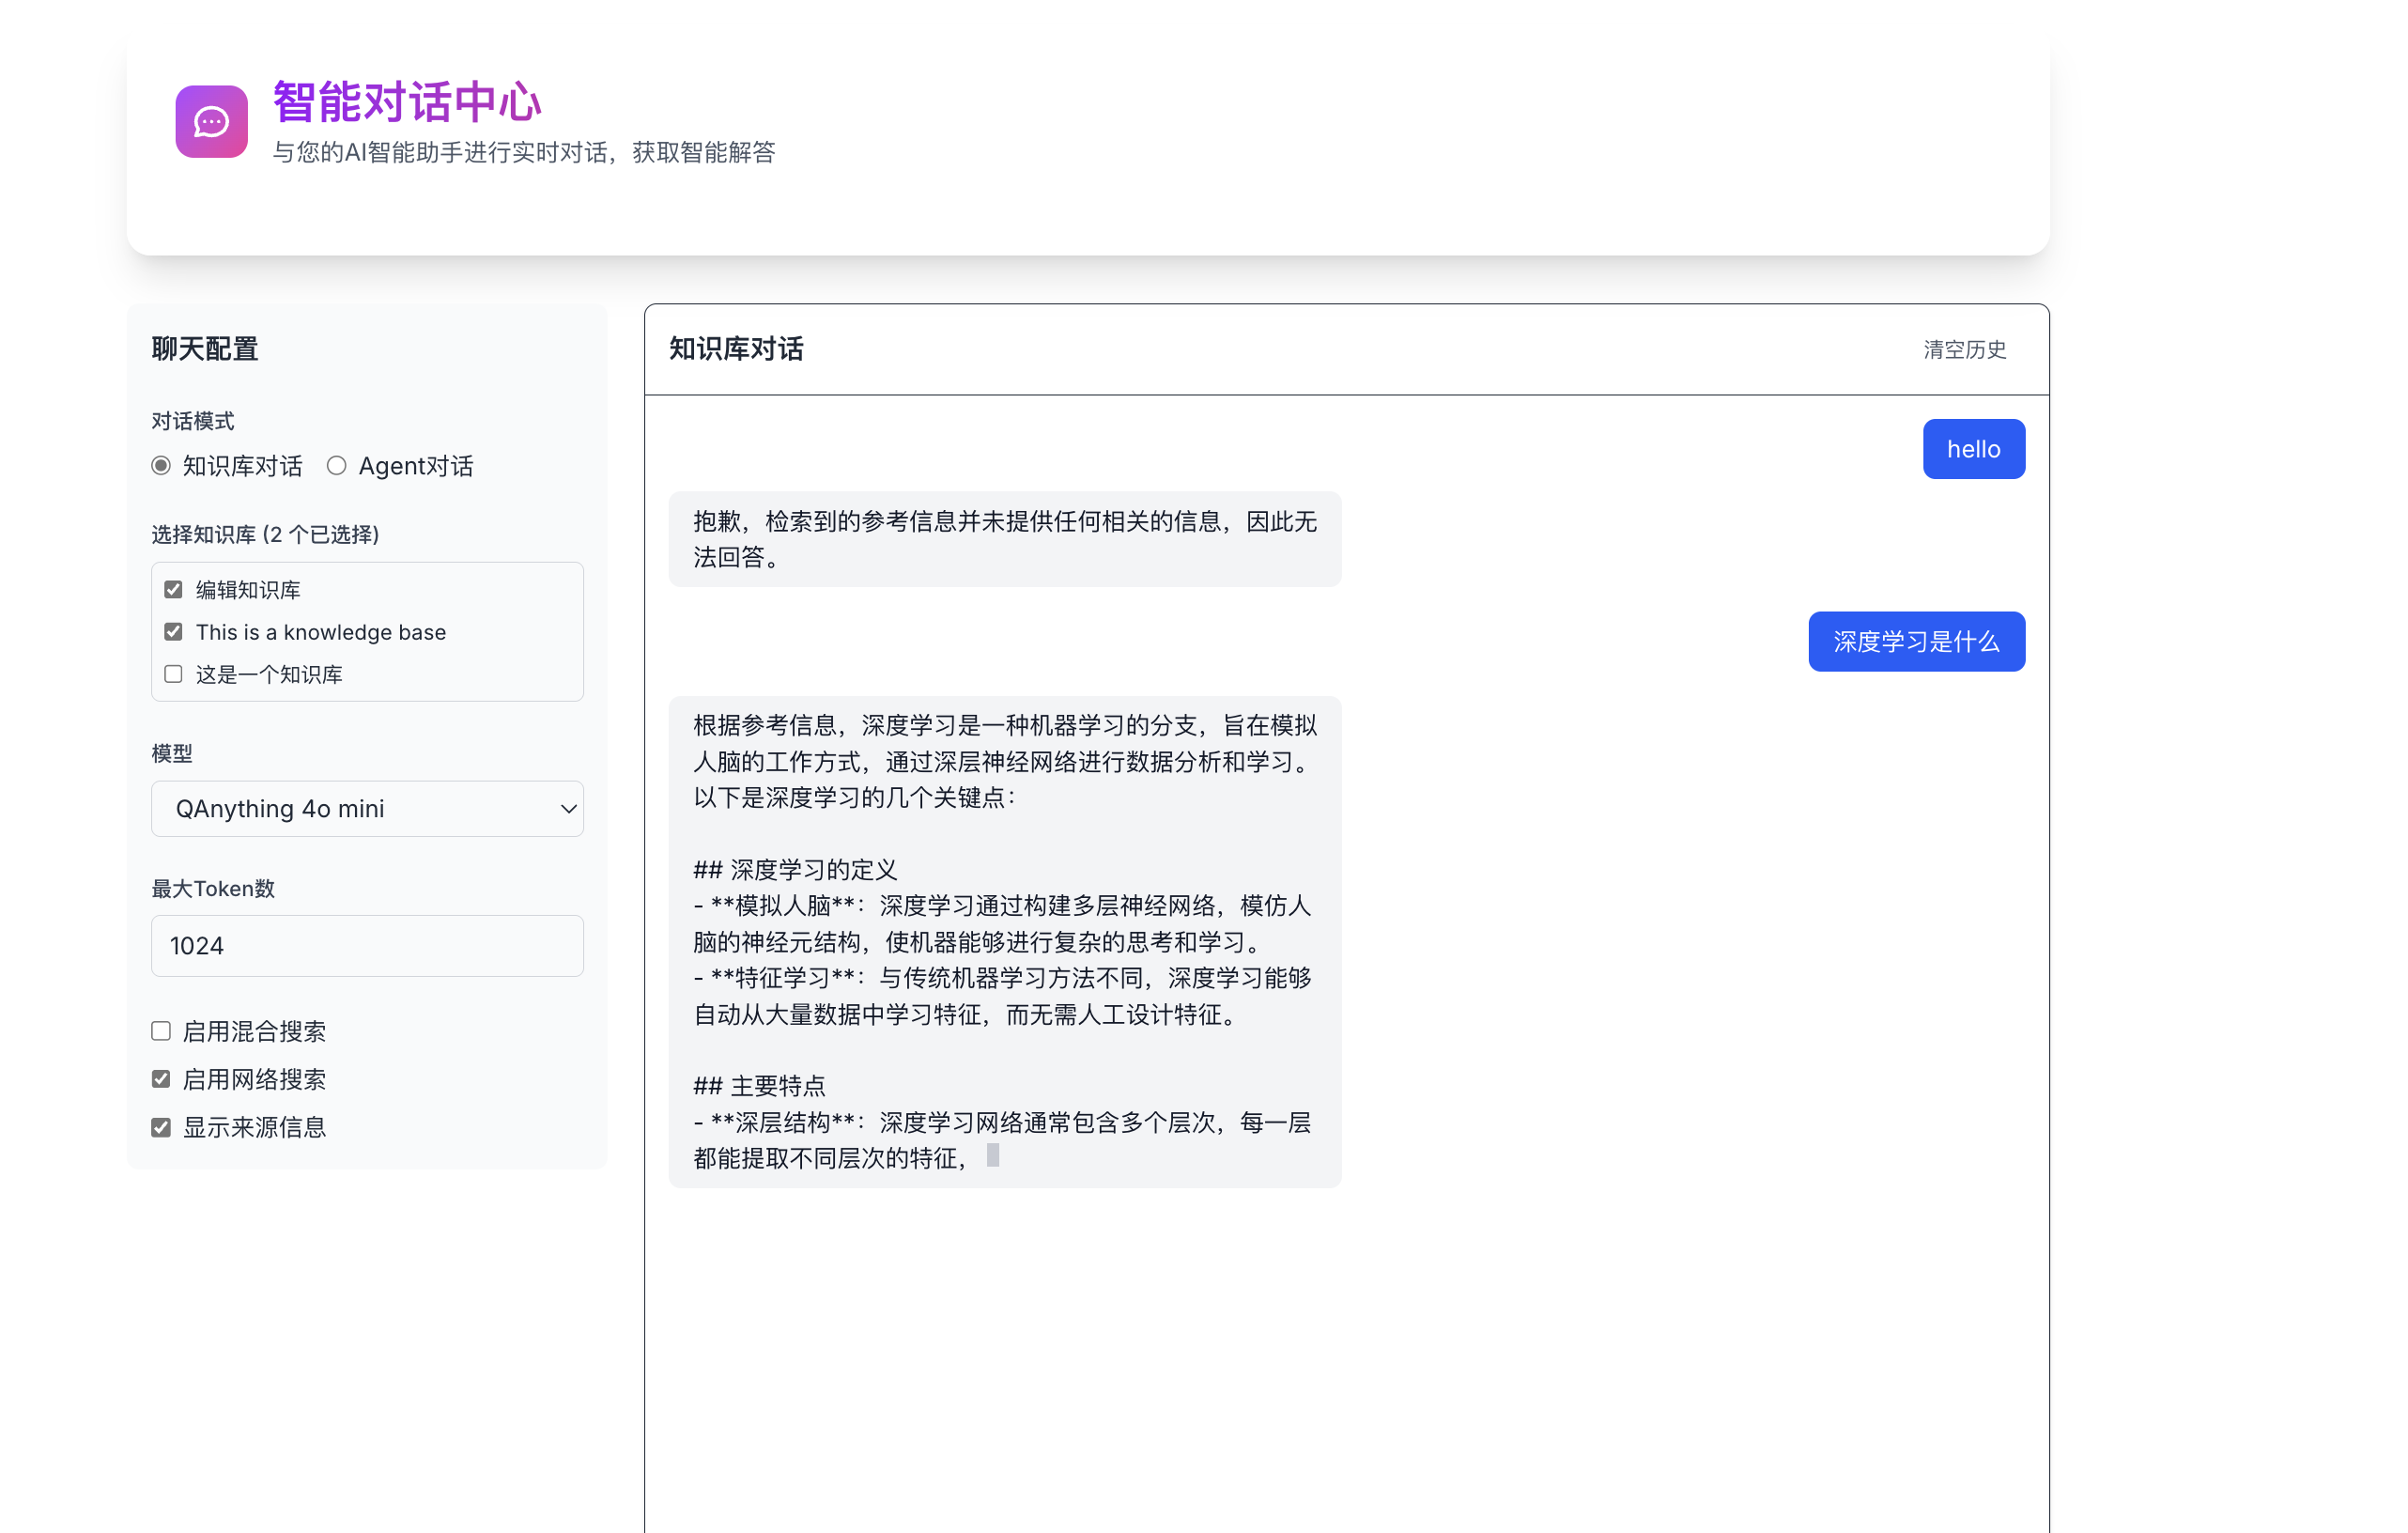 智能对话中心
与您的AI智能助手进行实时对话，获取智能解答
聊天配置
对话模式
知识库对话 Agent对话
选择知识库 (2 个已选择)
编辑知识库
This is a knowledge base
这是一个知识库
模型
QAnything 4o mini
最大Token数
1024
启用混合搜索
启用网络搜索
显示来源信息
知识库对话 清空历史
hello
抱歉，检索到的参考信息并未提供任何相关的信息，因此无
法回答。
深度学习是什么
根据参考信息，深度学习是一种机器学习的分支，旨在模拟
人脑的工作方式，通过深层神经网络进行数据分析和学习。
以下是深度学习的几个关键点：
## 深度学习的定义
- **模拟人脑**：深度学习通过构建多层神经网络，模仿人
脑的神经元结构，使机器能够进行复杂的思考和学习。
- **特征学习**：与传统机器学习方法不同，深度学习能够
自动从大量数据中学习特征，而无需人工设计特征。
## 主要特点
- **深层结构**：深度学习网络通常包含多个层次，每一层
都能提取不同层次的特征，